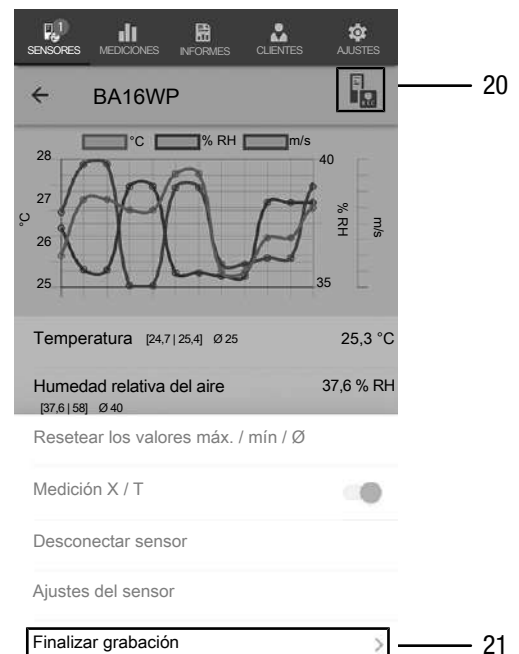 1
SENSORES MEDICIONES INFORMES CLIENTES AJUSTES
← BA16WP REC 20
°C % RH m/s
28 40
27
°C % RH m/s
26
25 35
Temperatura [24,7 | 25,4] Ø 25 25,3 °C
Humedad relativa del aire 37,6 % RH
[37,6 | 58] Ø 40
Resetear los valores máx. / mín / Ø
Medición X / T
Desconectar sensor
Ajustes del sensor
Finalizar grabación > 21